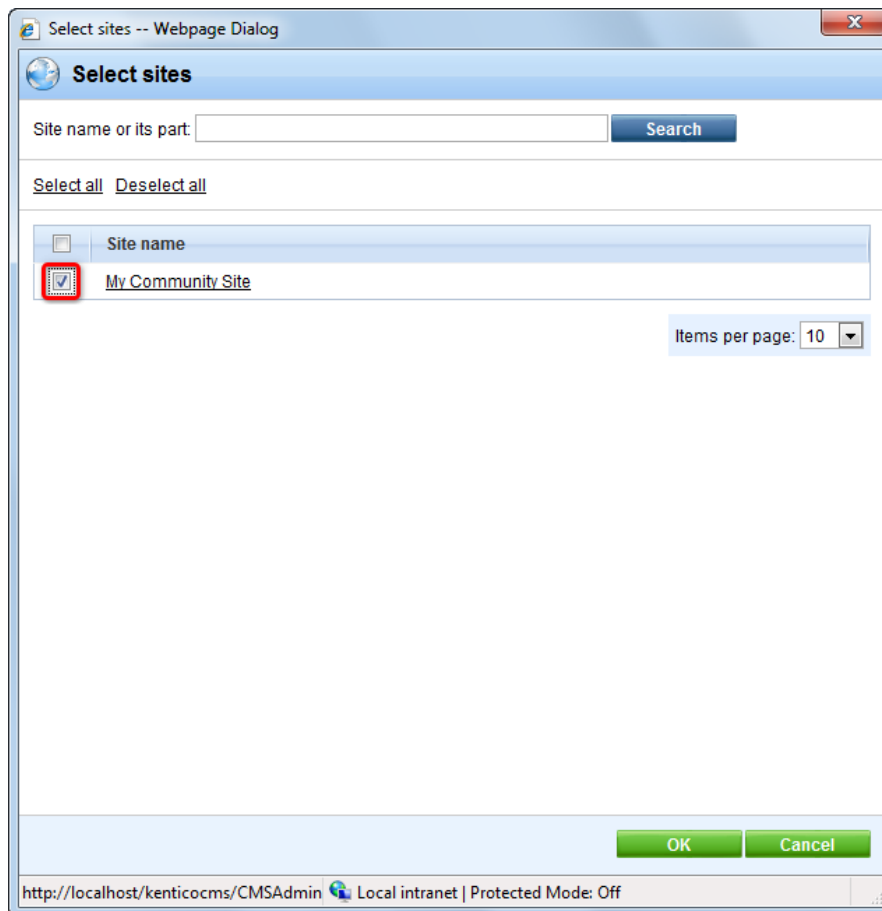 Select sites -- Webpage Dialog
Select sites
Site name or its part: Search
Select all Deselect all
Site name
My Community Site
Items per page: 10
OK Cancel
http://localhost/kenticocms/CMSAdmin Local intranet | Protected Mode: Off